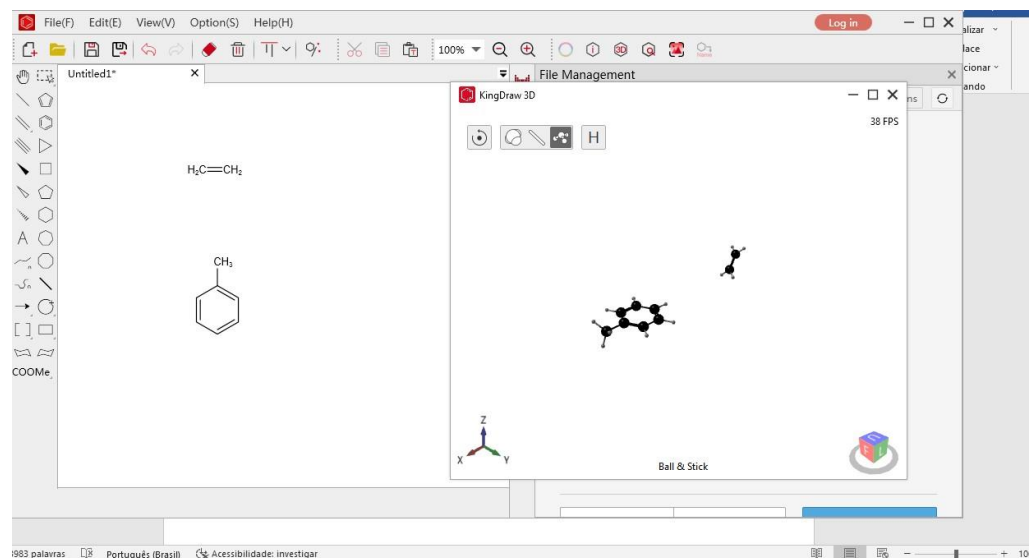 File(F) Edit(E) View(V) Option(S) Help(H)
Log in
100%
Untitled1*
File Management
KingDraw 3D
38 FPS
H
H₂C=CH₂
CH₃
A
COOMe
Z
X
Y
Ball & Stick
alizar
lace
cionar
ando
ns
3983 palavras
Português (Brasil)
Acessibilidade: investigar
10